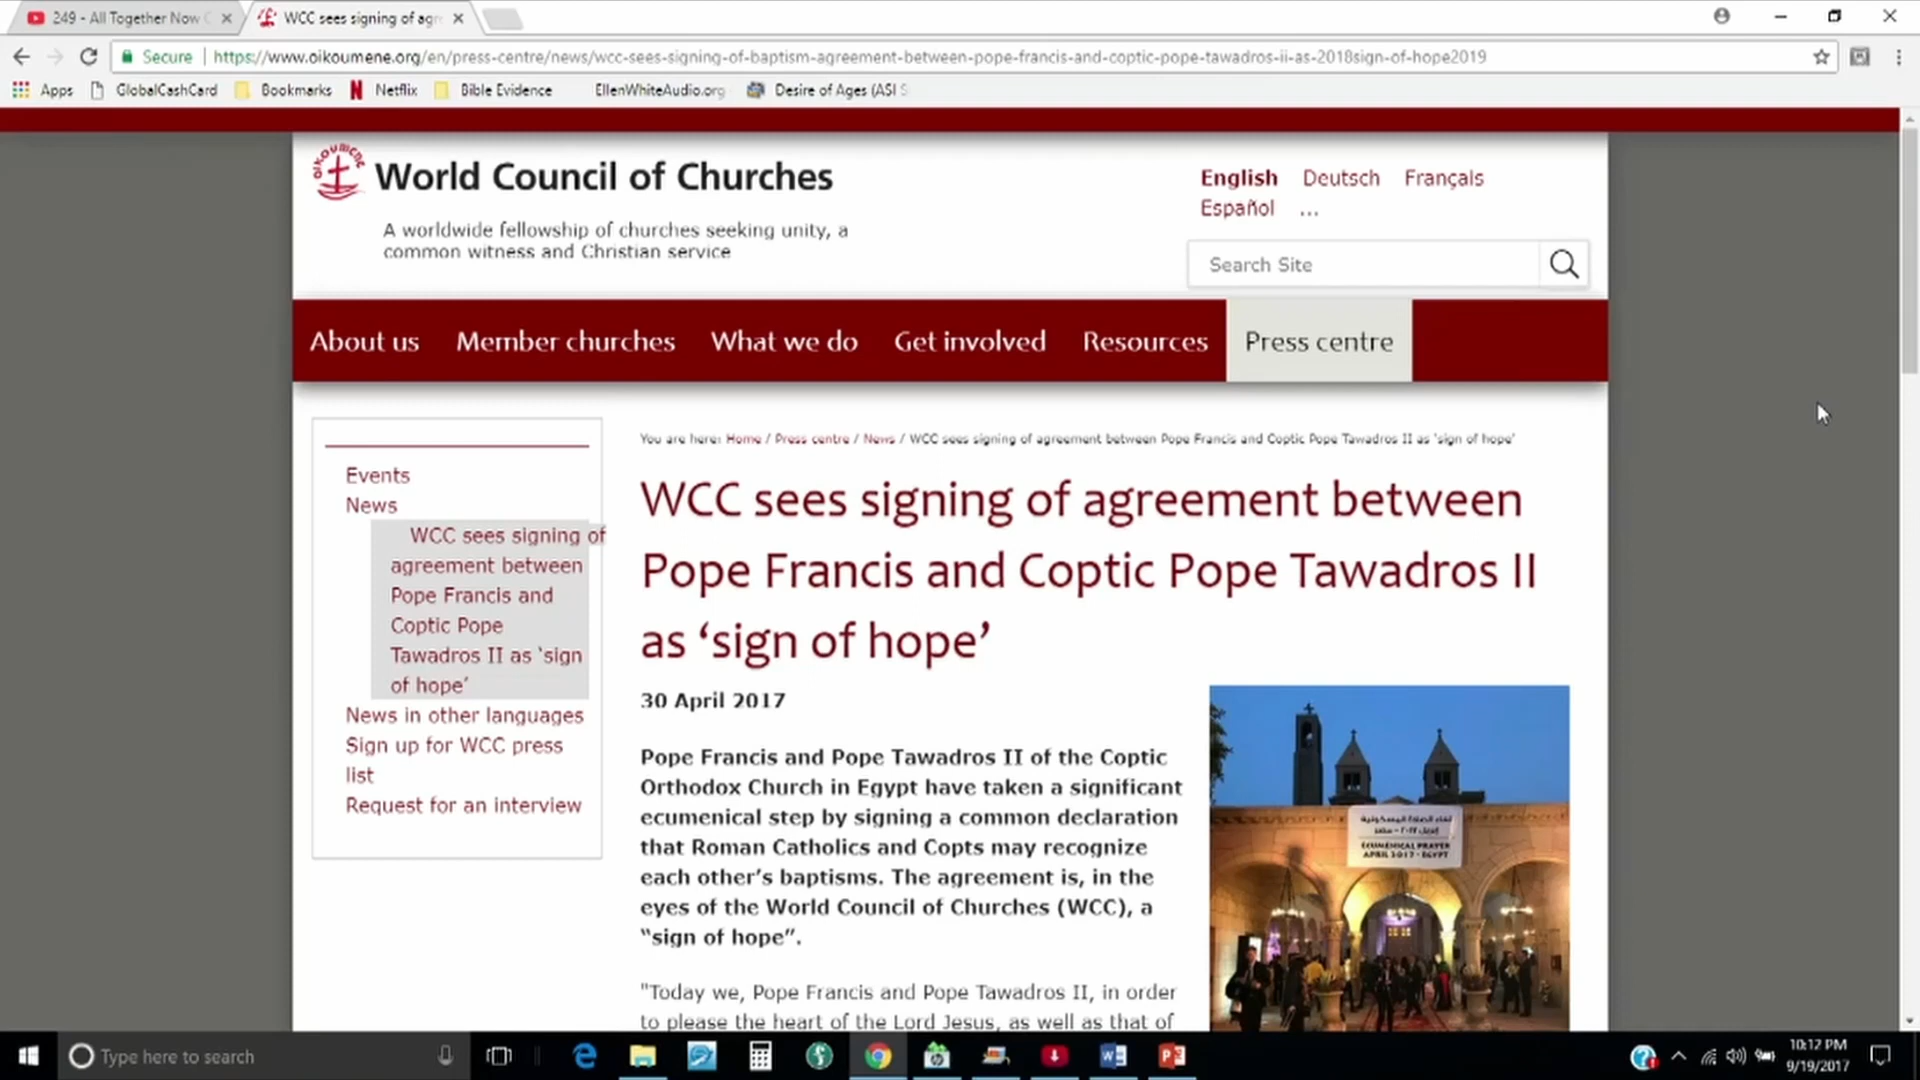 249 - All Together Now
WCC sees signing of agr
Secure
https://www.oikoumene.org/en/press-centre/news/wcc-sees-signing-of-baptism-agreement-between-pope-francis-and-coptic-pope-tawadros-ii-as-2018sign-of-hope2019
Apps GlobalCashCard Bookmarks Netflix Bible Evidence EllenWhiteAudio.org Desire of Ages (ASI S
World Council of Churches
A worldwide fellowship of churches seeking unity, a
common witness and Christian service
English Deutsch Français
Español ...
Search Site
About us Member churches What we do Get involved Resources Press centre
Events
News
WCC sees signing of
agreement between
Pope Francis and
Coptic Pope
Tawadros II as ‘sign
of hope’
News in other languages
Sign up for WCC press
list
Request for an interview
You are here: Home / Press centre / News / WCC sees signing of agreement between Pope Francis and Coptic Pope Tawadros II as ‘sign of hope’
WCC sees signing of agreement between
Pope Francis and Coptic Pope Tawadros II
as ‘sign of hope’
30 April 2017
Pope Francis and Pope Tawadros II of the Coptic
Orthodox Church in Egypt have taken a significant
ecumenical step by signing a common declaration
that Roman Catholics and Copts may recognize
each other’s baptisms. The agreement is, in the
eyes of the World Council of Churches (WCC), a
“sign of hope”.
"Today we, Pope Francis and Pope Tawadros II, in order
to please the heart of the Lord Jesus, as well as that of
ECUMENICAL PRAYER
APRIL 2017 - EGYPT
Type here to search
10:12 PM
9/19/2017